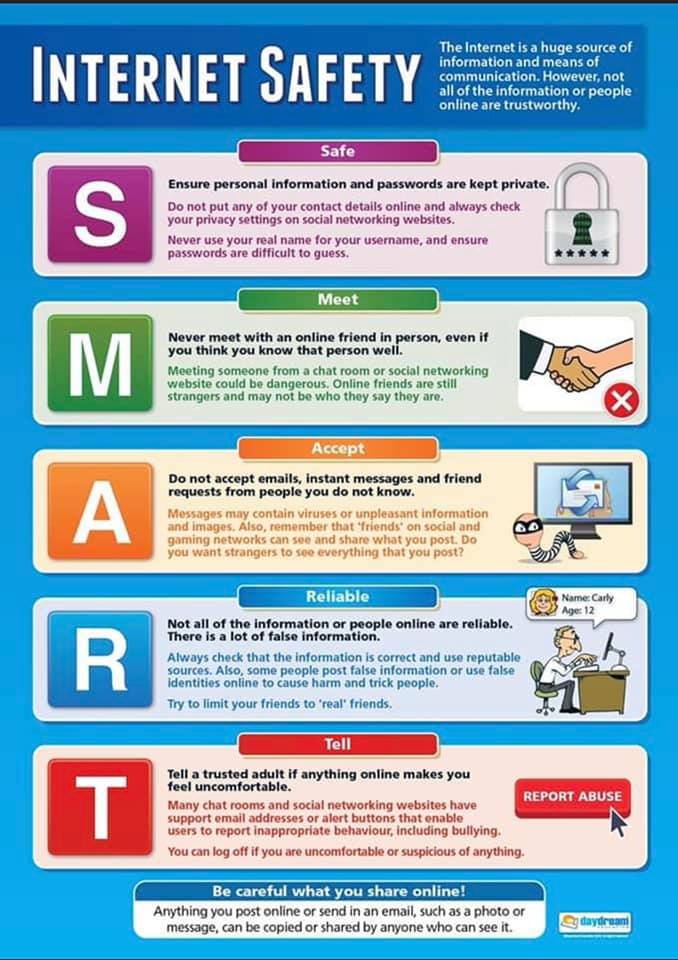 INTERNET SAFETY
The Internet is a huge source of
information and means of
communication. However, not
all of the information or people
online are trustworthy.
Safe
S
Ensure personal information and passwords are kept private.
Do not put any of your contact details online and always check
your privacy settings on social networking websites.
Never use your real name for your username, and ensure
passwords are difficult to guess.
Meet
M
Never meet with an online friend in person, even if
you think you know that person well.
Meeting someone from a chat room or social networking
website could be dangerous. Online friends are still
strangers and may not be who they say they are.
Accept
A
Do not accept emails, instant messages and friend
requests from people you do not know.
Messages may contain viruses or unpleasant information
and images. Also, remember that 'friends' on social and
gaming networks can see and share what you post. Do
you want strangers to see everything that you post?
Reliable
R
Name: Carly
Age: 12
Not all of the information or people online are reliable.
There is a lot of false information.
Always check that the information is correct and use reputable
sources. Also, some people post false information or use false
identities online to cause harm and trick people.
Try to limit your friends to 'real' friends.
Tell
T
Tell a trusted adult if anything online makes you
feel uncomfortable.
Many chat rooms and social networking websites have
support email addresses or alert buttons that enable
users to report inappropriate behaviour, including bullying.
You can log off if you are uncomfortable or suspicious of anything.
REPORT ABUSE
Be careful what you share online!
Anything you post online or send in an email, such as a photo or
message, can be copied or shared by anyone who can see it.
daydream